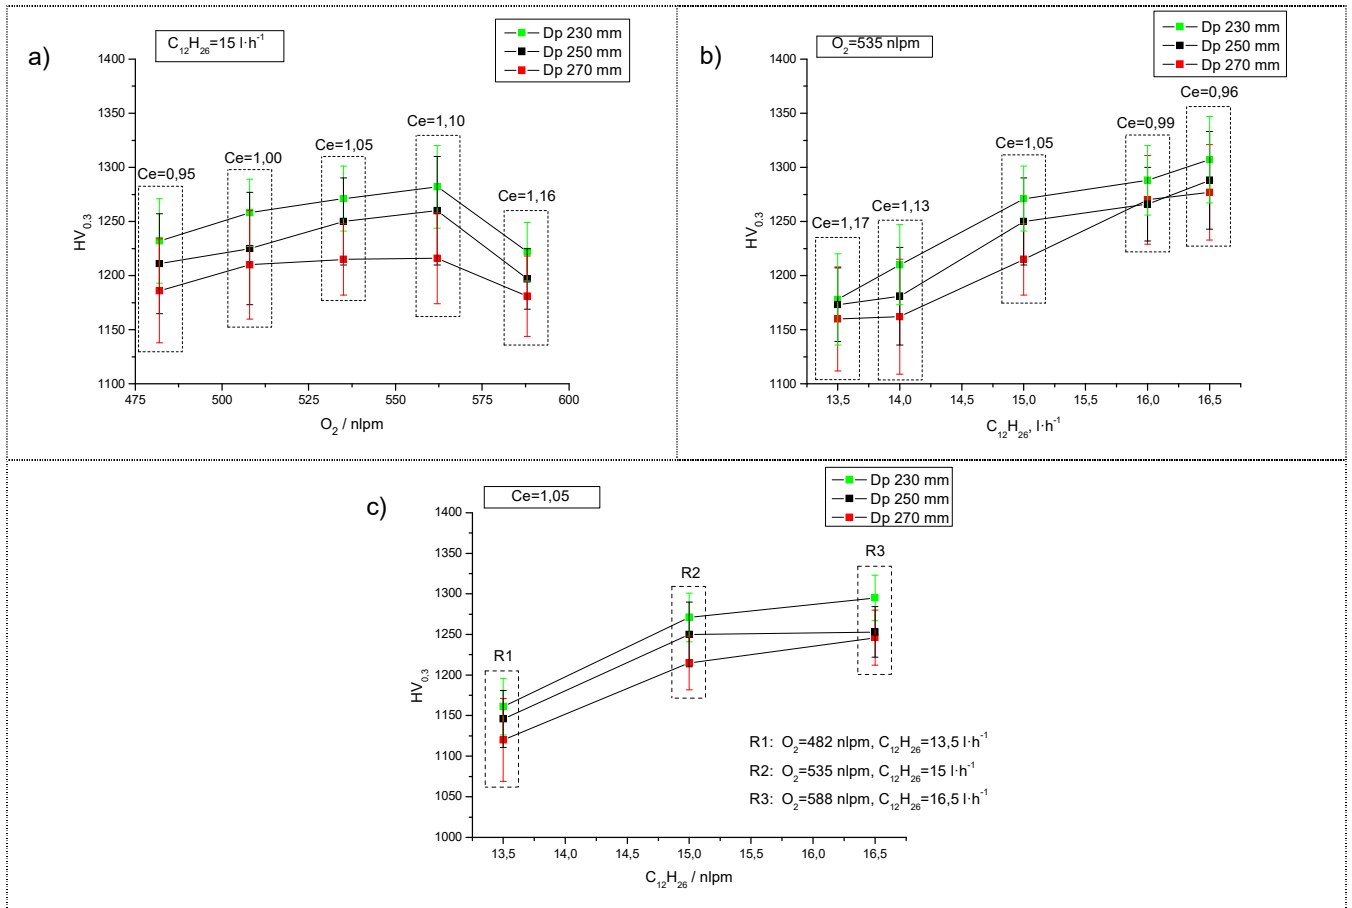 a)
C12H26=15 l·h-1
Dp 230 mm
Dp 250 mm
Dp 270 mm
1400
1350
1300
1250
1200
1150
1100
HV0.3
Ce=0,95
Ce=1,00
Ce=1,05
Ce=1,10
Ce=1,16
475
500
525
550
575
600
O2 / nlpm
b)
O2=535 nlpm
Dp 230 mm
Dp 250 mm
Dp 270 mm
1400
1350
1300
1250
1200
1150
1100
HV0.3
Ce=1,17
Ce=1,13
Ce=1,05
Ce=0,99
Ce=0,96
13,5
14,0
14,5
15,0
15,5
16,0
16,5
C12H26, l·h-1
c)
Ce=1,05
Dp 230 mm
Dp 250 mm
Dp 270 mm
1400
1350
1300
1250
1200
1150
1100
1050
1000
HV0,3
R1
R2
R3
R1: O2=482 nlpm, C12H26=13,5 l·h-1
R2: O2=535 nlpm, C12H26=15 l·h-1
R3: O2=588 nlpm, C12H26=16,5 l·h-1
13,5
14,0
14,5
15,0
15,5
16,0
16,5
C12H26 / nlpm